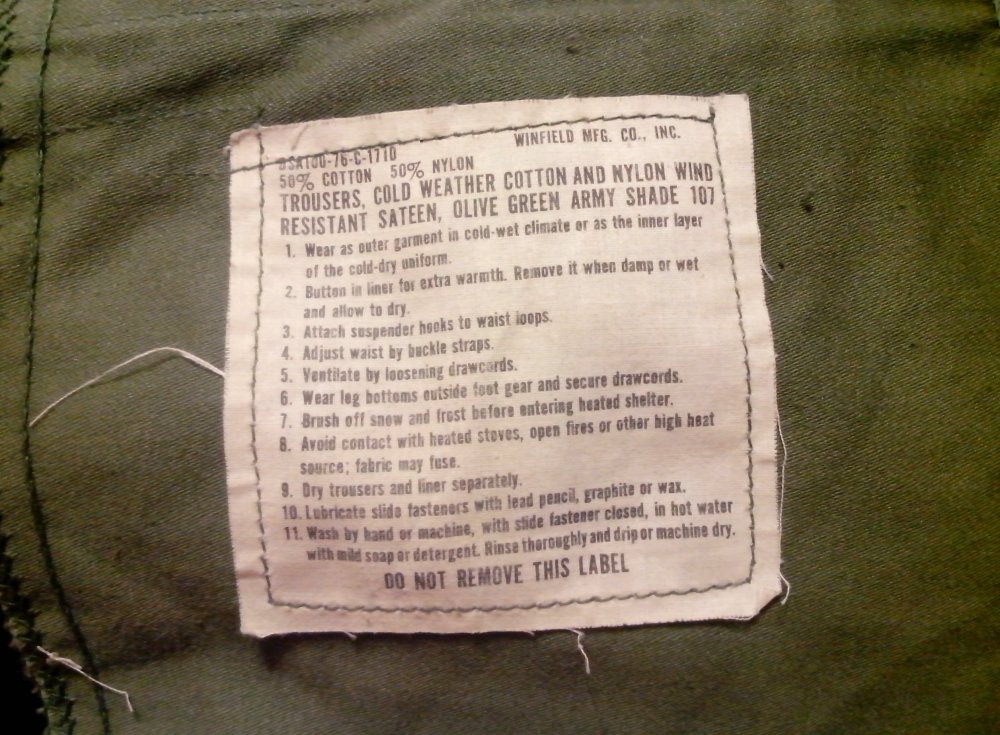 WINFIELD MFG. CO., INC.
DSA100-76-C-1710
50% COTTON 50% NYLON
TROUSERS, COLD WEATHER COTTON AND NYLON WIND
RESISTANT SATEEN, OLIVE GREEN ARMY SHADE 107
1. Wear as outer garment in cold-wet climate or as the inner layer
of the cold-dry uniform.
2. Button in liner for extra warmth. Remove it when damp or wet
and allow to dry.
3. Attach suspender hooks to waist loops.
4. Adjust waist by buckle straps.
5. Ventilate by loosening drawcords.
6. Wear leg bottoms outside foot gear and secure drawcords.
7. Brush off snow and frost before entering heated shelter.
8. Avoid contact with heated stoves, open fires or other high heat
source; fabric may fuse.
9. Dry trousers and liner separately.
10. Lubricate slide fasteners with lead pencil, graphite or wax.
11. Wash by hand or machine, with slide fastener closed, in hot water
with mild soap or detergent. Rinse thoroughly and drip or machine dry.
DO NOT REMOVE THIS LABEL